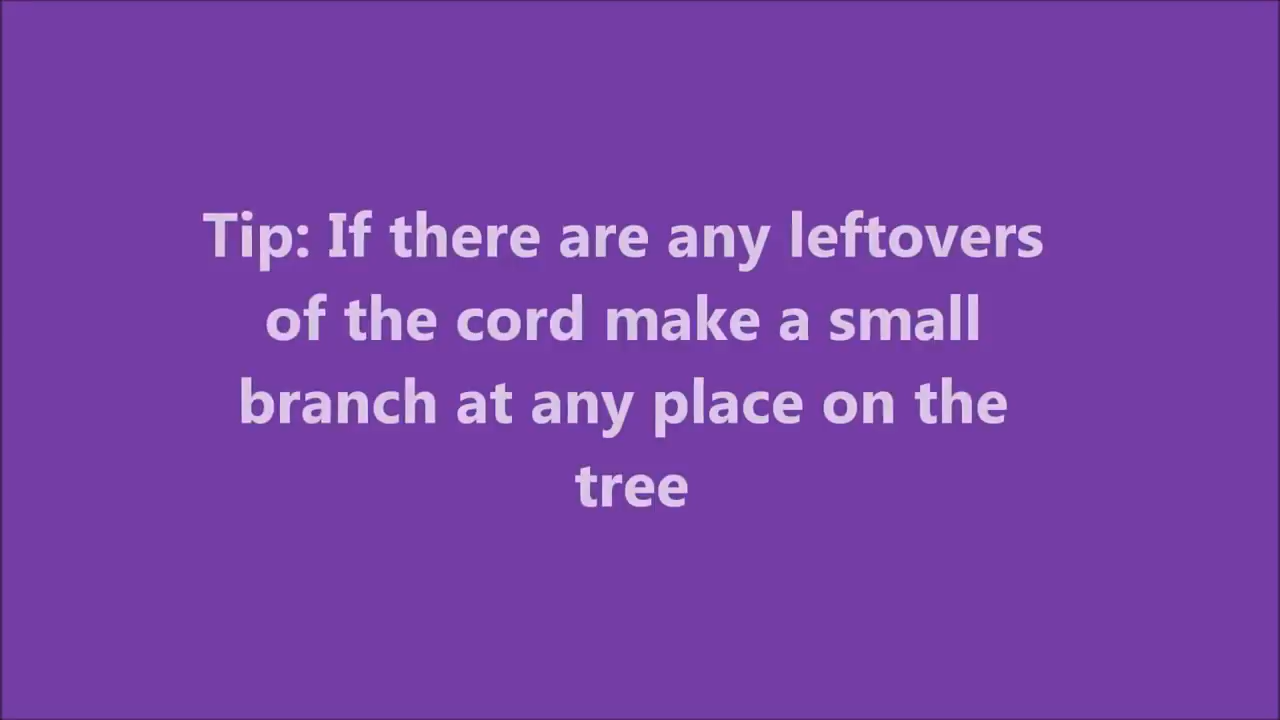 Tip: If there are any leftovers
of the cord make a small
branch at any place on the
tree